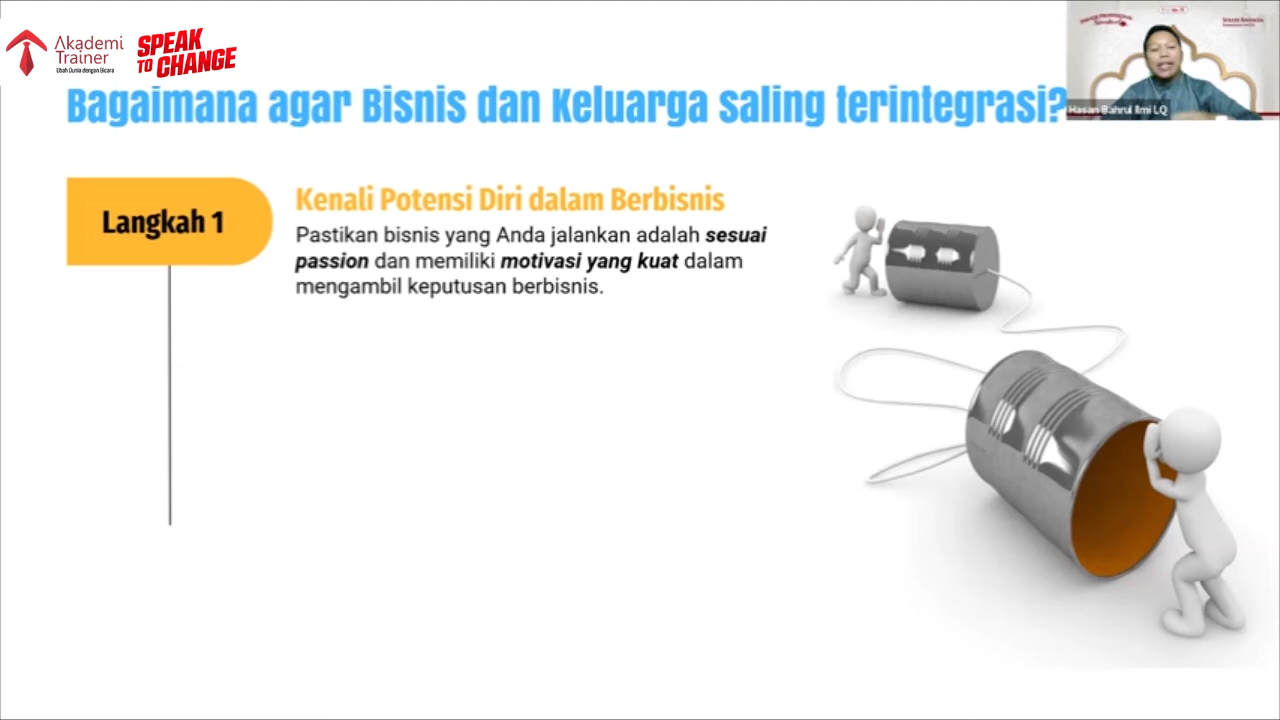 Akademi
Trainer
Ubah Dunia dengan Bicara
SPEAK
TO CHANGE
Bagaimana agar Bisnis dan Keluarga saling terintegrasi?
Hasan Bahrul Ilmi LQ
Langkah 1
Kenali Potensi Diri dalam Berbisnis
Pastikan bisnis yang Anda jalankan adalah sesuai
passion dan memiliki motivasi yang kuat dalam
mengambil keputusan berbisnis.